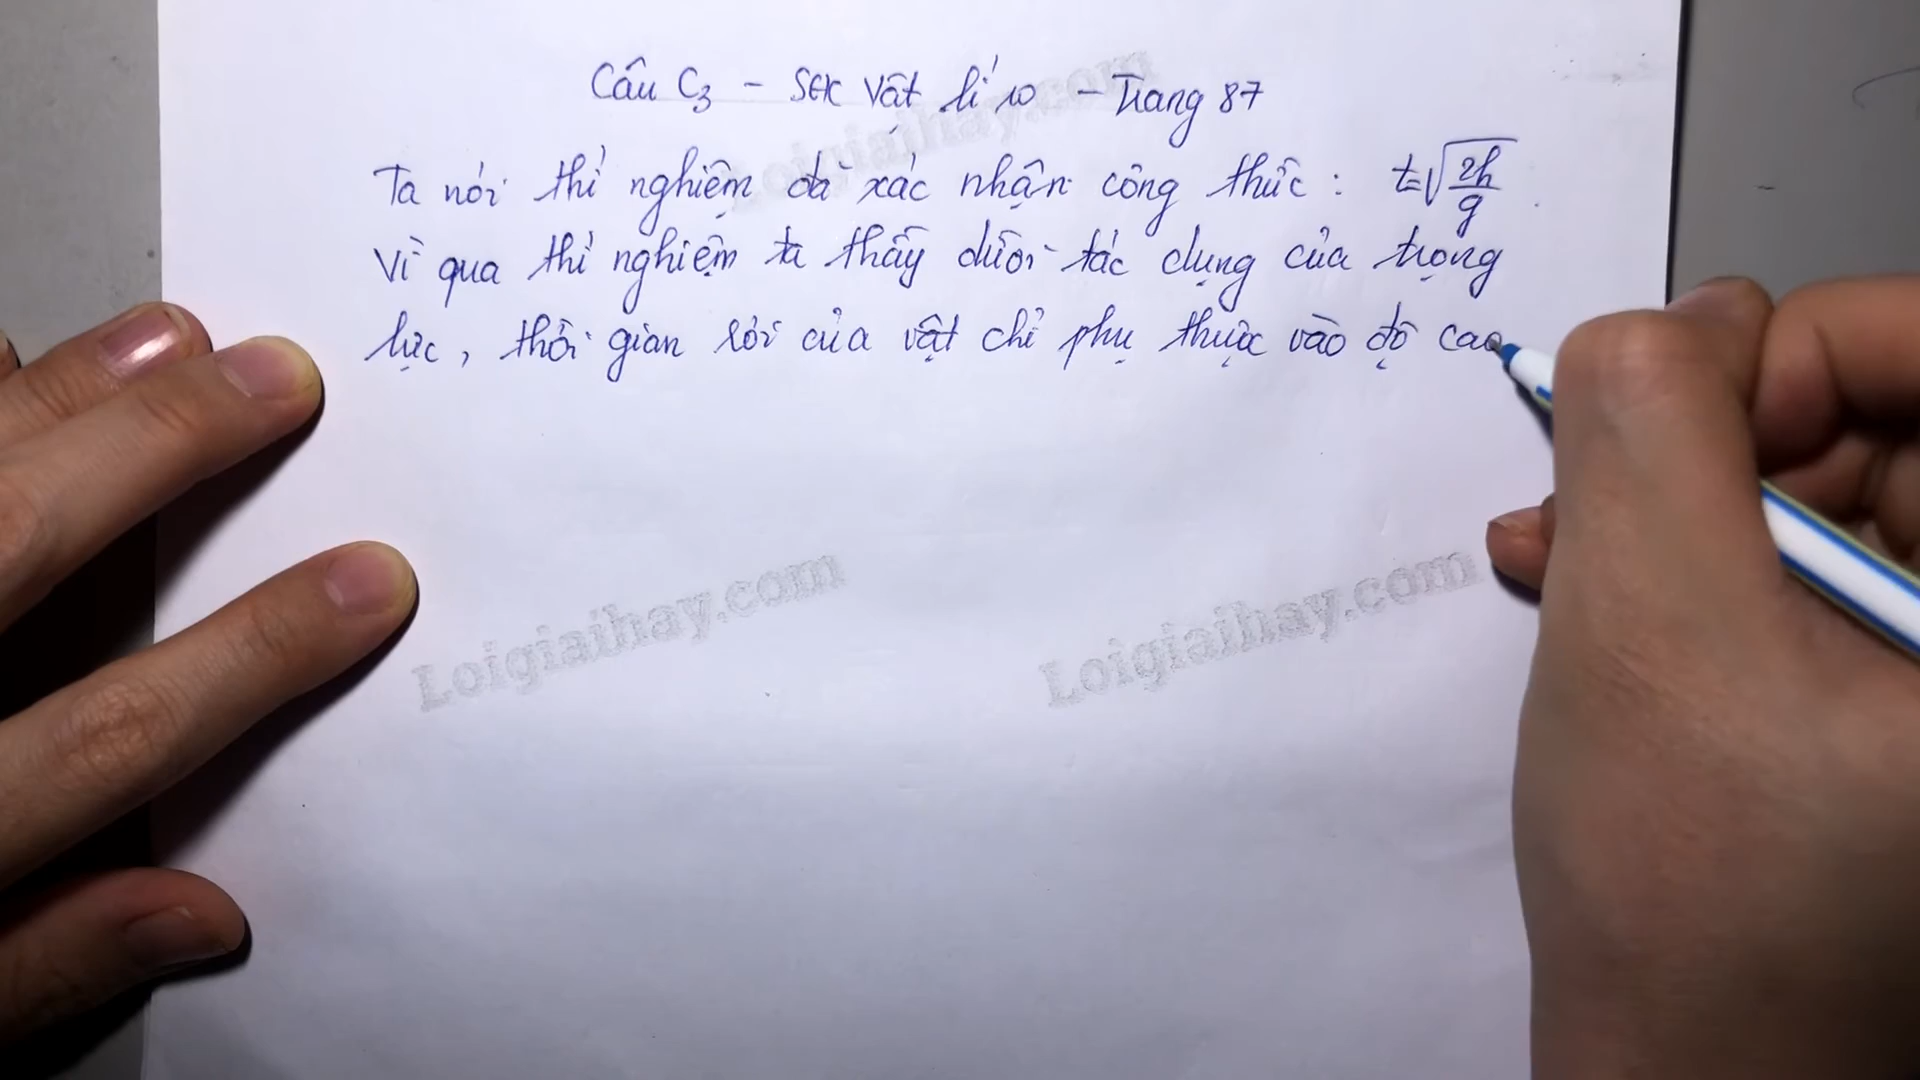 Câu C3 - SGK Vật lí 10 - Trang 87
Ta nói thí nghiệm đã xác nhận công thức : t=√(2h/g)
Vì qua thí nghiệm ta thấy dưới tác dụng của trọng
lực, thời gian rơi của vật chỉ phụ thuộc vào độ cao
Loigiaihay.com
Loigiaihay.com
Loigiaihay.com